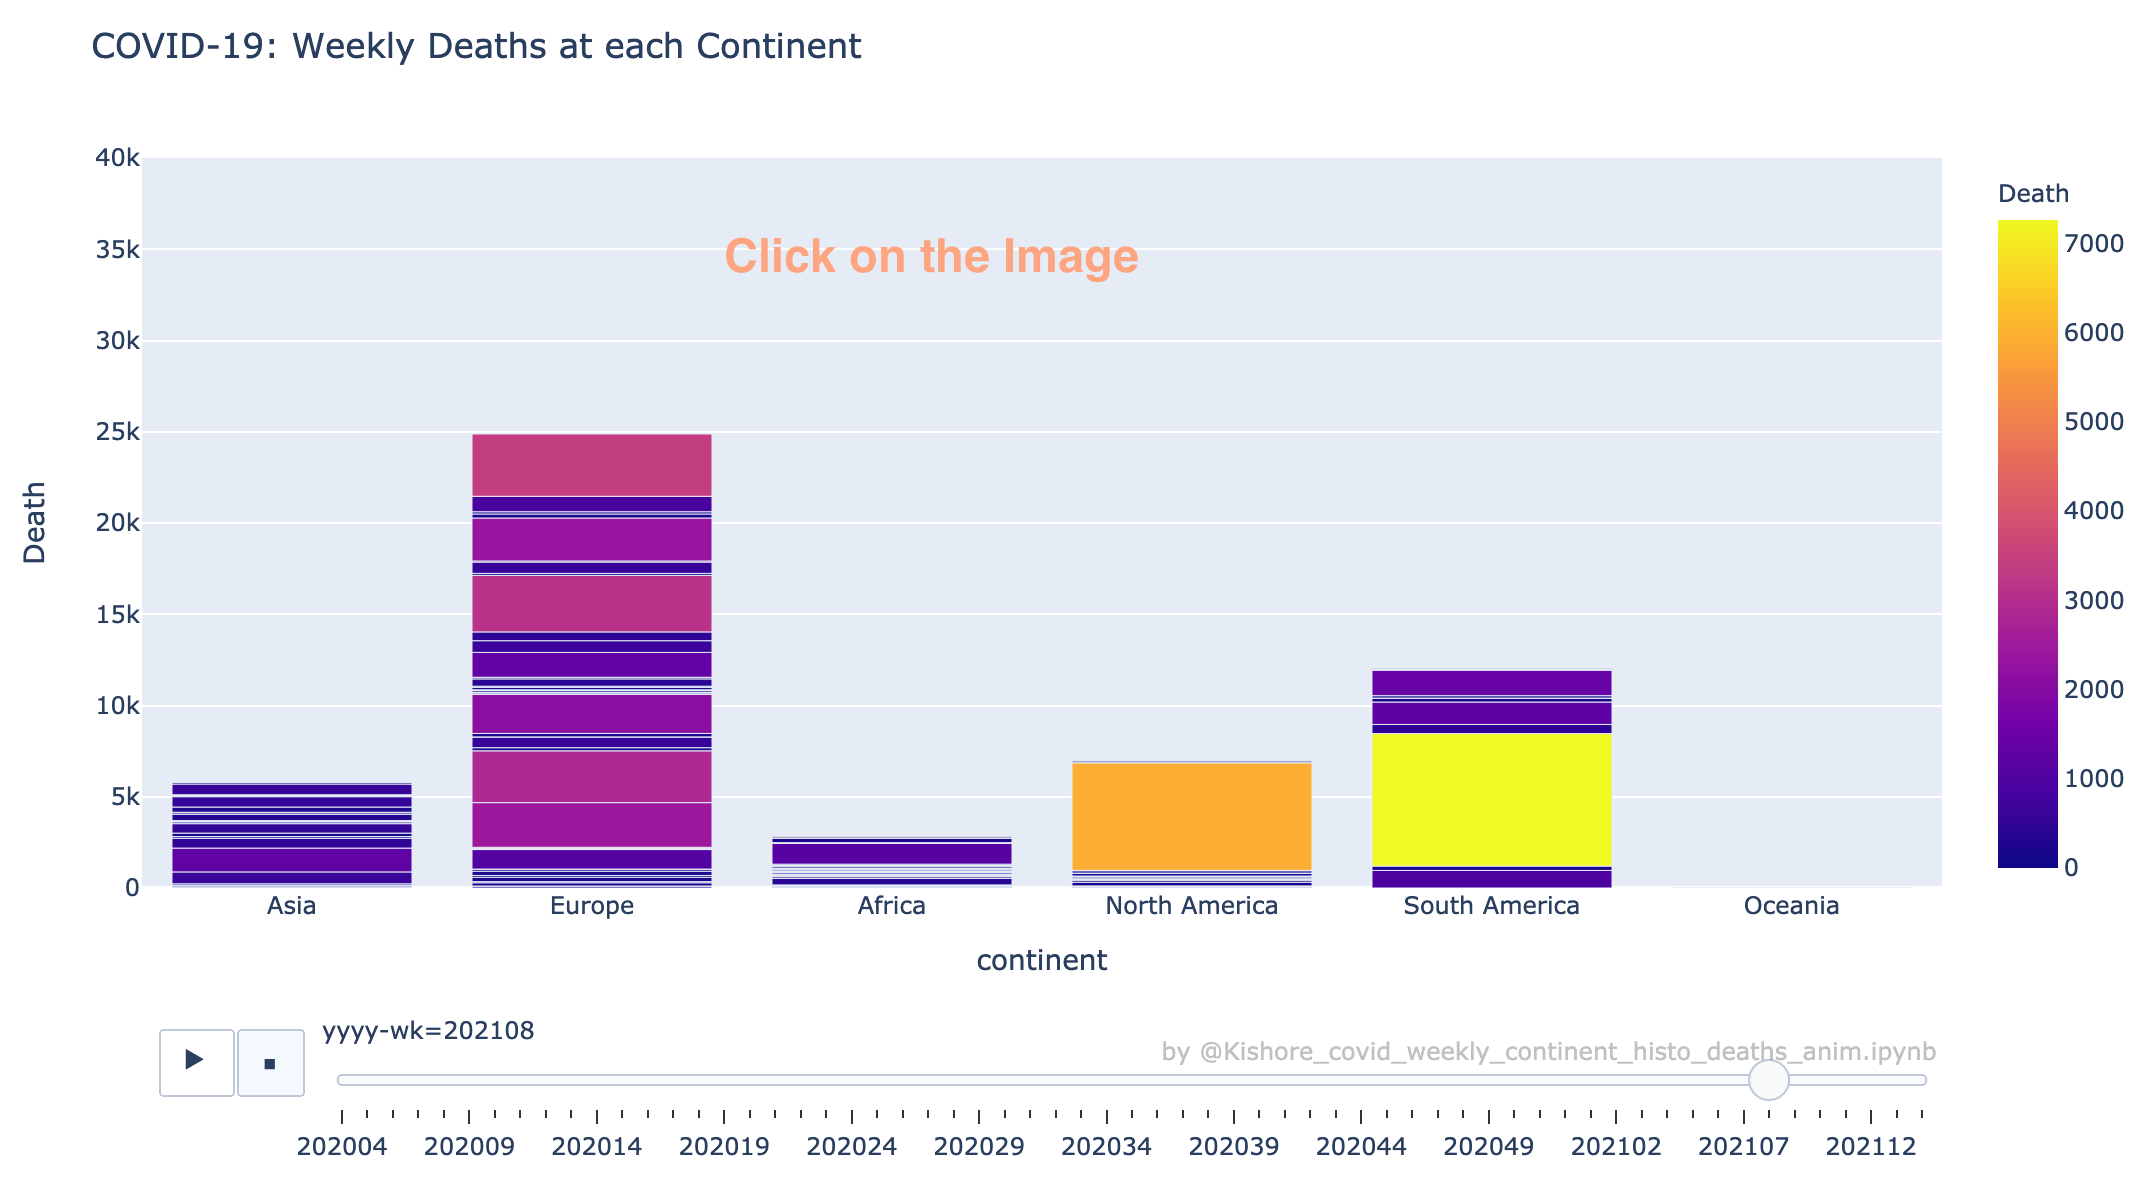 COVID-19: Weekly Deaths at each Continent
40k
35k
30k
25k
20k
15k
10k
5k
0
Death
Click on the Image
Asia
Europe
Africa
North America
South America
Oceania
continent
Death
7000
6000
5000
4000
3000
2000
1000
0
yyyy-wk=202108
by @Kishore_covid_weekly_continent_histo_deaths_anim.ipynb
202004
202009
202014
202019
202024
202029
202034
202039
202044
202049
202102
202107
202112